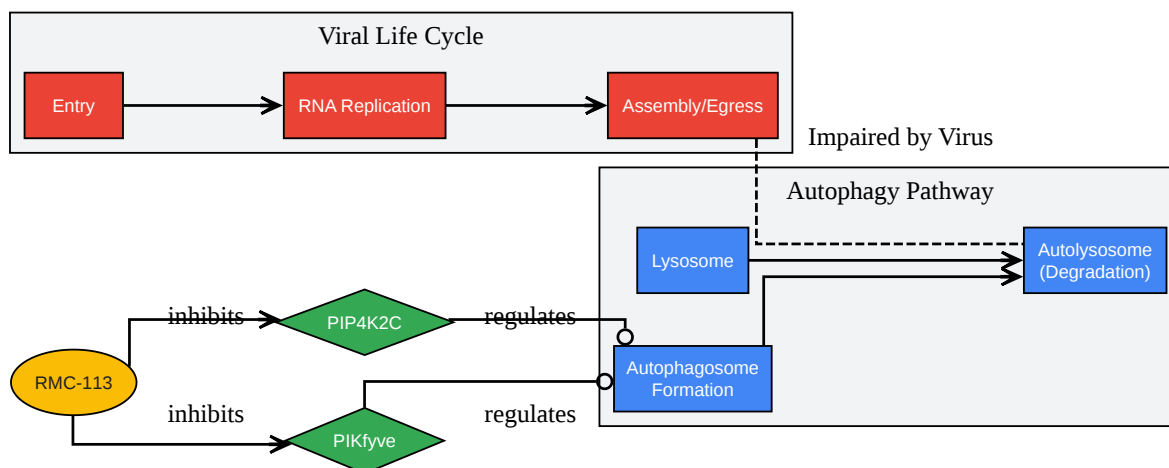 Viral Life Cycle
Entry
RNA Replication
Assembly/Egress
Impaired by Virus
Autophagy Pathway
Lysosome
Autolysosome
(Degradation)
inhibits
PIP4K2C
regulates
Autophagosome
Formation
RMC-113
inhibits
PIKfyve
regulates